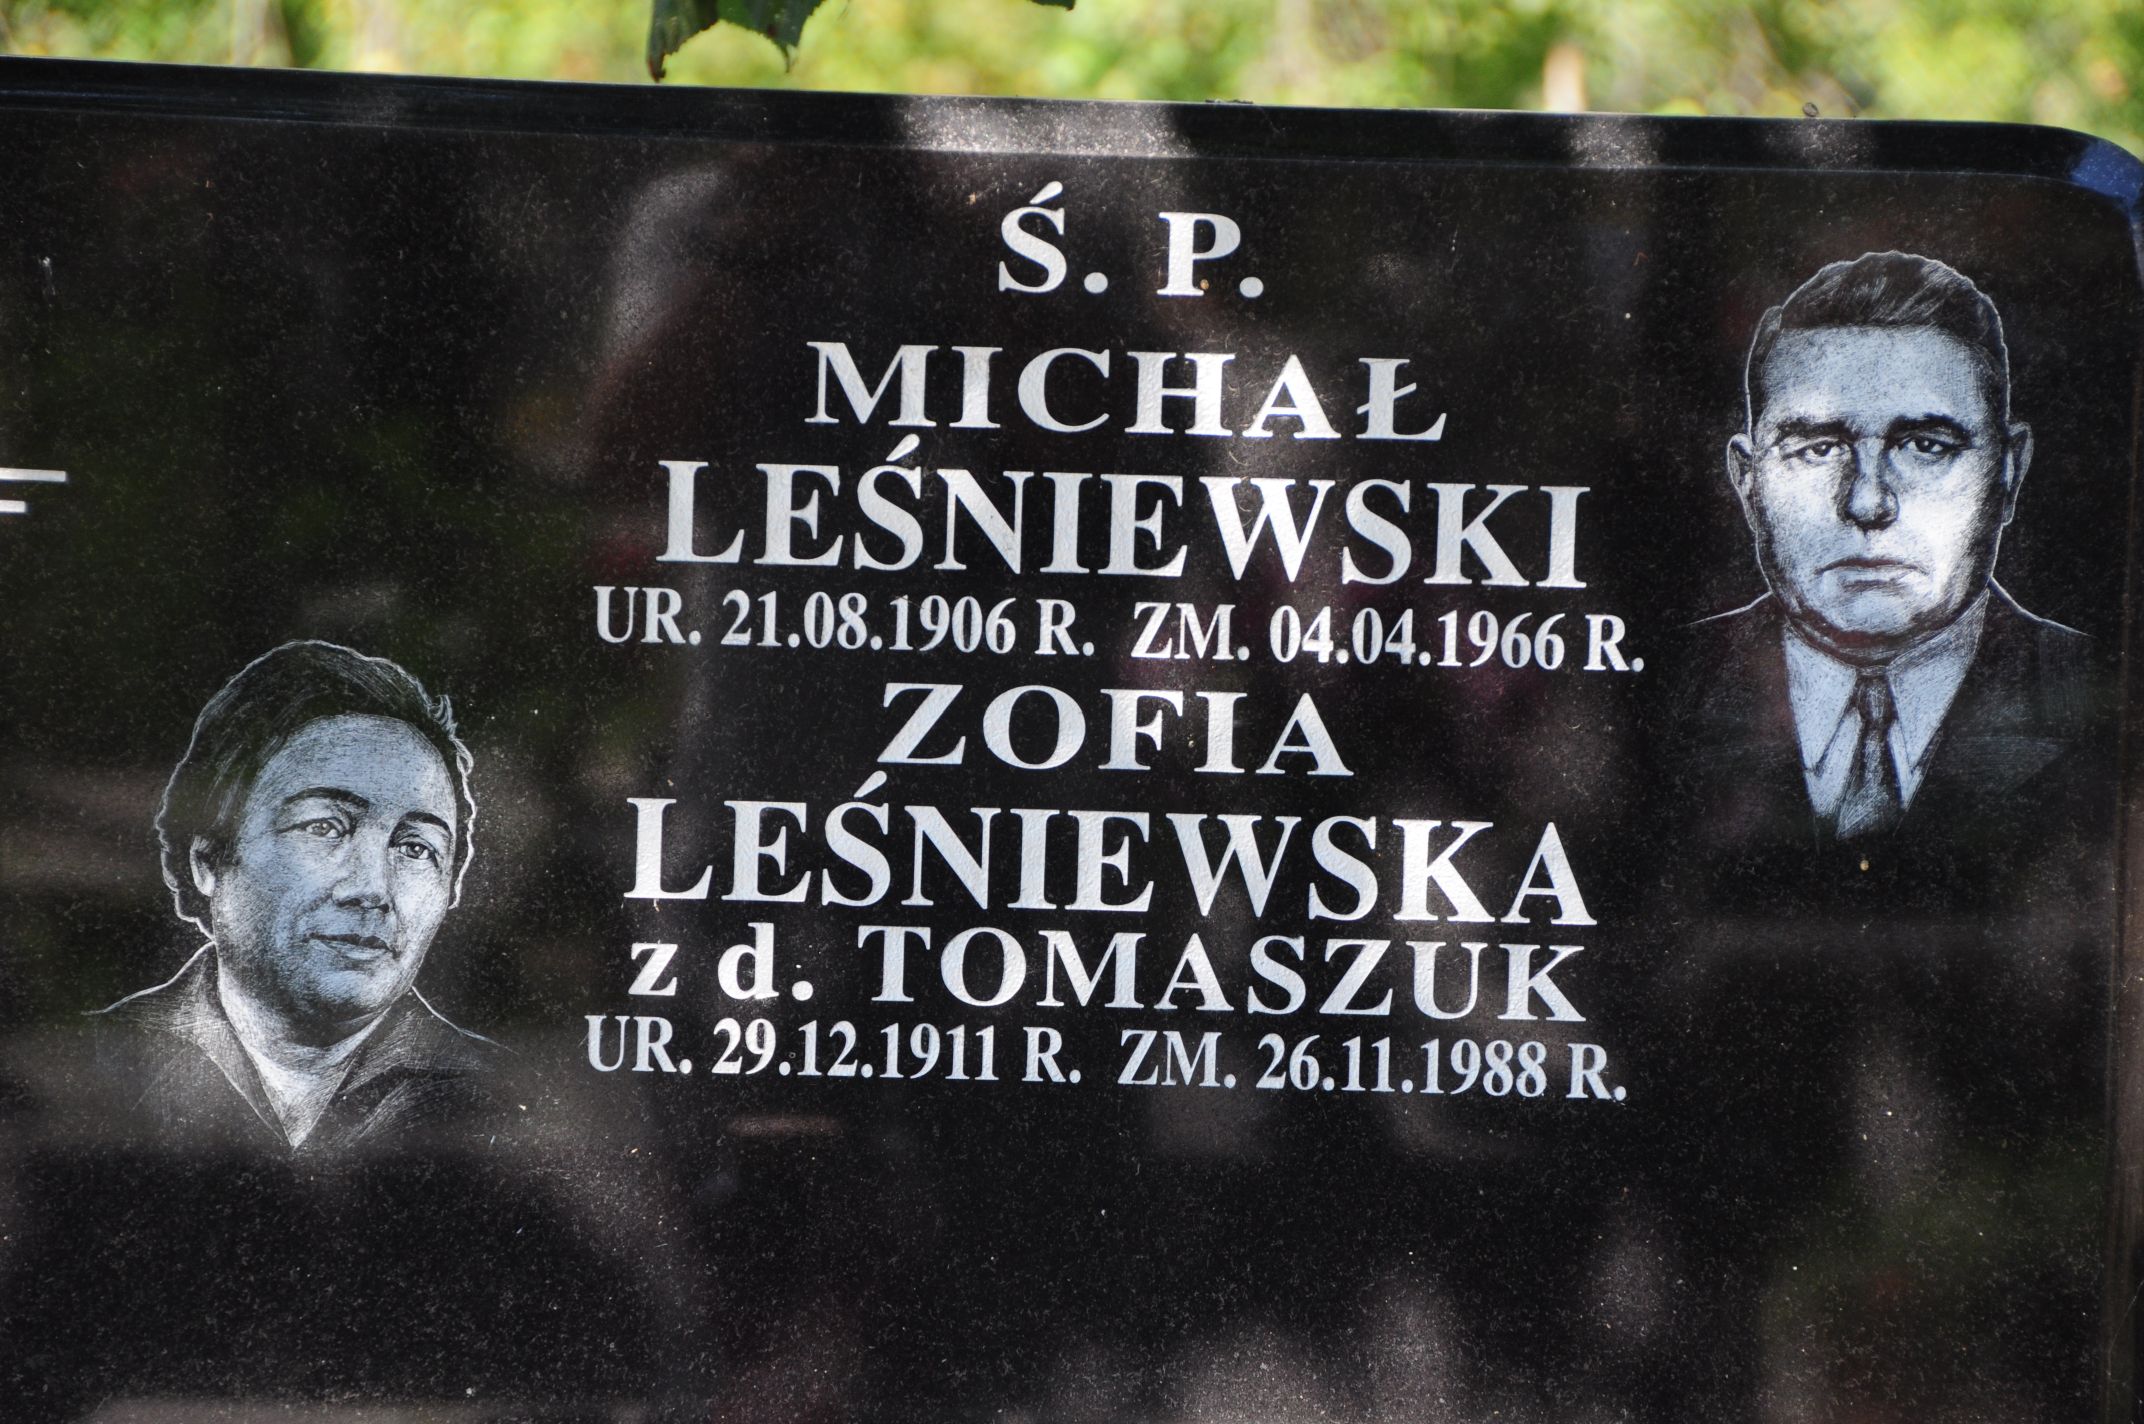 Ś. P.
MICHAŁ
LEŚNIEWSKI
UR. 21.08.1906 R. ZM. 04.04.1966 R.
ZOFIA
LEŚNIEWSKA
z d. TOMASZUK
UR. 29.12.1911 R. ZM. 26.11.1988 R.